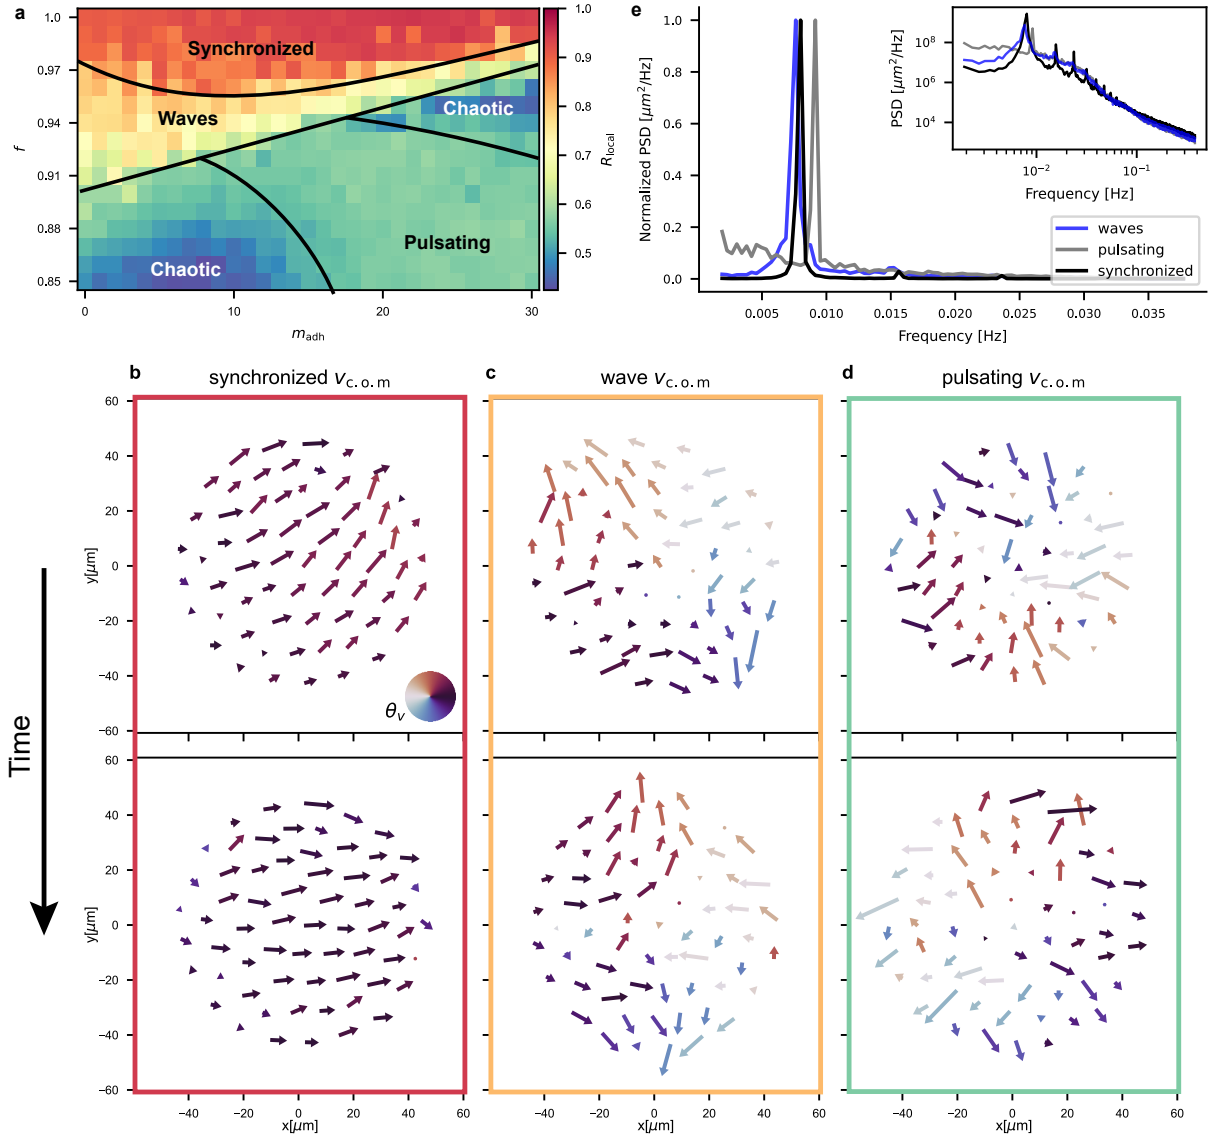 a
1.0
0.97
0.94
0.91
0.88
0.85
f
Synchronized
Waves
Chaotic
Pulsating
Chaotic
0
10
20
30
m_adh
1.0
0.9
0.8
0.7
0.6
0.5
R_local
e
1.0
0.8
0.6
0.4
0.2
0.0
Normalized PSD [μm²/Hz]
0.005
0.010
0.015
0.020
0.025
0.030
0.035
Frequency [Hz]
10⁸
10⁶
10⁴
PSD [μm²/Hz]
10⁻²
10⁻¹
Frequency [Hz]
waves
pulsating
synchronized
b
synchronized v_c.o.m
c
wave v_c.o.m
d
pulsating v_c.o.m
Time
60
40
20
0
−20
−40
−60
y[μm]
θ_v
60
40
20
0
−20
−40
−60
y[μm]
−40
−20
0
20
40
60
x[μm]
−40
−20
0
20
40
60
x[μm]
−40
−20
0
20
40
60
x[μm]